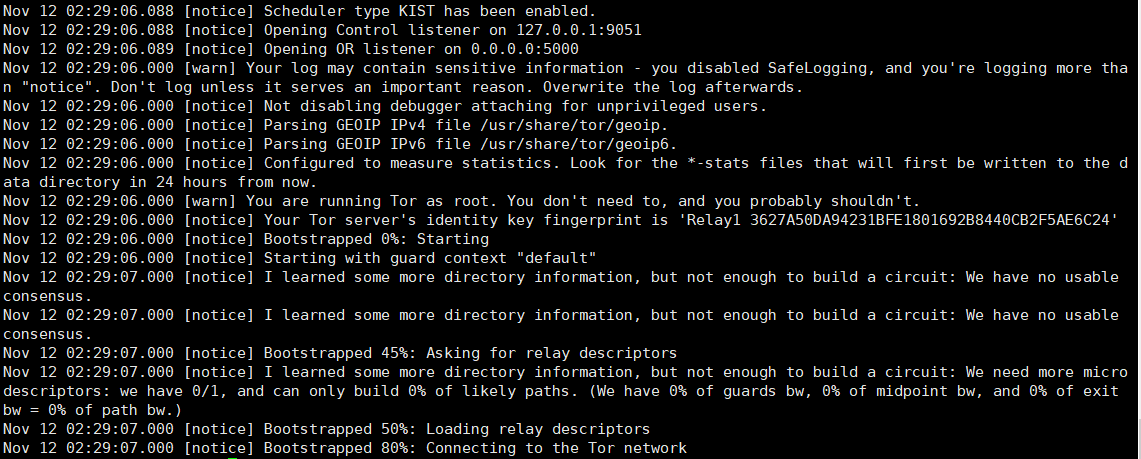 Nov 12 02:29:06.088 [notice] Scheduler type KIST has been enabled.
Nov 12 02:29:06.088 [notice] Opening Control listener on 127.0.0.1:9051
Nov 12 02:29:06.089 [notice] Opening OR listener on 0.0.0.0:5000
Nov 12 02:29:06.000 [warn] Your log may contain sensitive information - you disabled SafeLogging, and you're logging more tha
n "notice". Don't log unless it serves an important reason. Overwrite the log afterwards.
Nov 12 02:29:06.000 [notice] Not disabling debugger attaching for unprivileged users.
Nov 12 02:29:06.000 [notice] Parsing GEOIP IPv4 file /usr/share/tor/geoip.
Nov 12 02:29:06.000 [notice] Parsing GEOIP IPv6 file /usr/share/tor/geoip6.
Nov 12 02:29:06.000 [notice] Configured to measure statistics. Look for the *-stats files that will first be written to the d
ata directory in 24 hours from now.
Nov 12 02:29:06.000 [warn] You are running Tor as root. You don't need to, and you probably shouldn't.
Nov 12 02:29:06.000 [notice] Your Tor server's identity key fingerprint is 'Relay1 3627A50DA94231BFE1801692B8440CB2F5AE6C24'
Nov 12 02:29:06.000 [notice] Bootstrapped 0%: Starting
Nov 12 02:29:06.000 [notice] Starting with guard context "default"
Nov 12 02:29:07.000 [notice] I learned some more directory information, but not enough to build a circuit: We have no usable
consensus.
Nov 12 02:29:07.000 [notice] I learned some more directory information, but not enough to build a circuit: We have no usable
consensus.
Nov 12 02:29:07.000 [notice] Bootstrapped 45%: Asking for relay descriptors
Nov 12 02:29:07.000 [notice] I learned some more directory information, but not enough to build a circuit: We need more micro
descriptors: we have 0/1, and can only build 0% of likely paths. (We have 0% of guards bw, 0% of midpoint bw, and 0% of exit
bw = 0% of path bw.)
Nov 12 02:29:07.000 [notice] Bootstrapped 50%: Loading relay descriptors
Nov 12 02:29:07.000 [notice] Bootstrapped 80%: Connecting to the Tor network